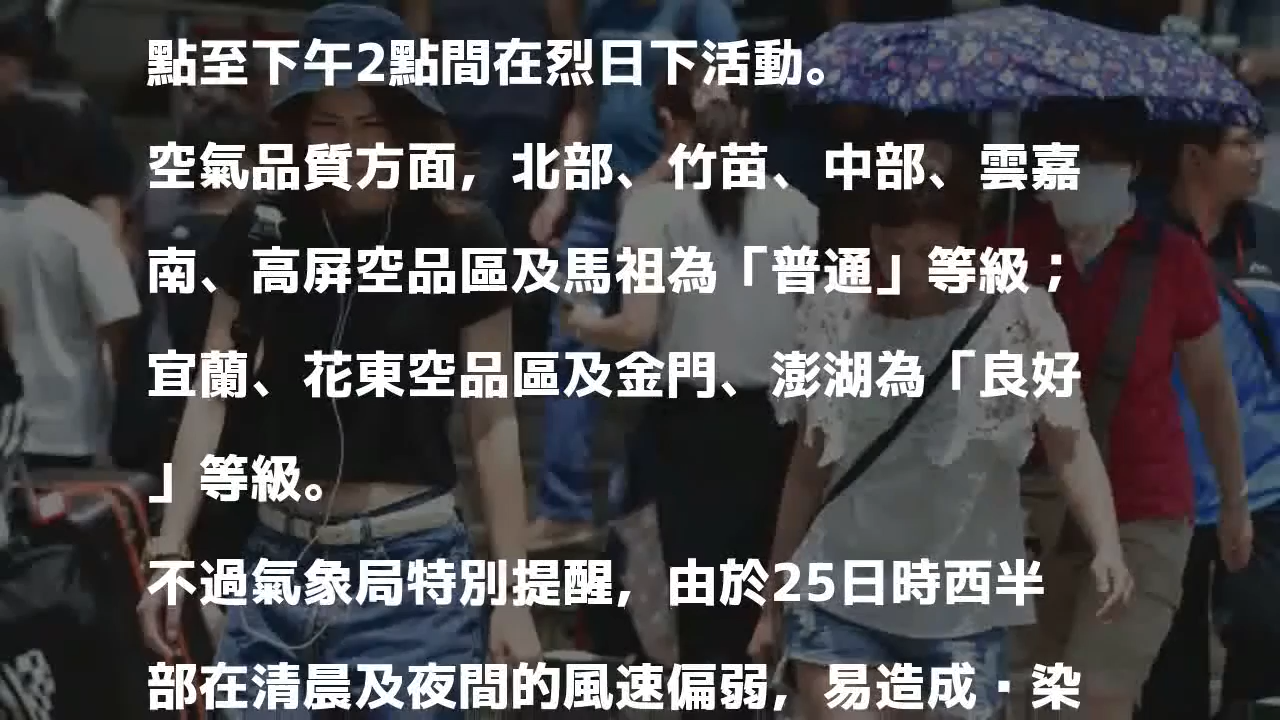 點至下午2點間在烈日下活動。
空氣品質方面，北部、竹苗、中部、雲嘉
南、高屏空品區及馬祖為「普通」等級；
宜蘭、花東空品區及金門、澎湖為「良好
」等級。
不過氣象局特別提醒，由於25日時西半
部在清晨及夜間的風速偏弱，易造成▪染